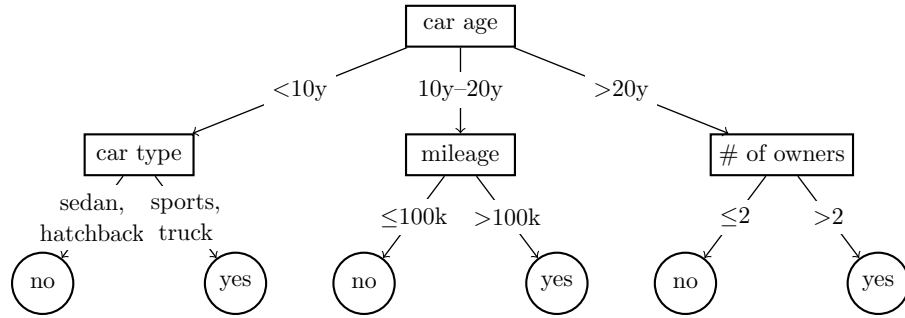 car age
<10y
10y–20y
>20y
car type
mileage
# of owners
sedan,
hatchback
sports,
truck
≤100k
>100k
≤2
>2
no
yes
no
yes
no
yes